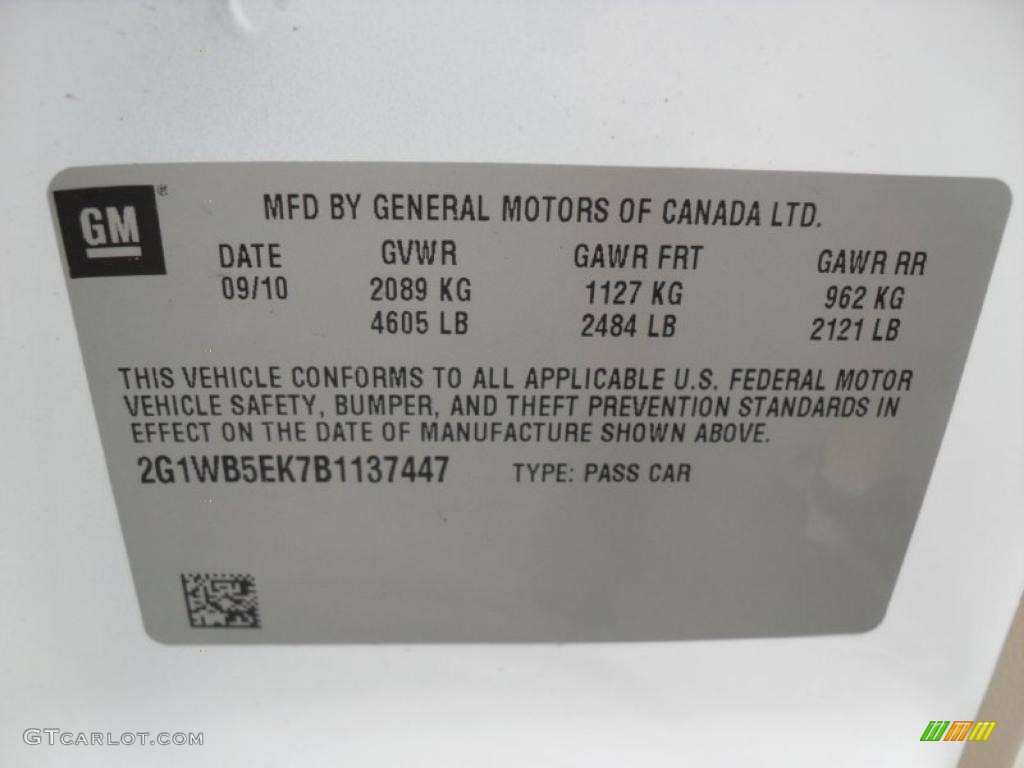 GM ®
MFD BY GENERAL MOTORS OF CANADA LTD.
DATE GVWR GAWR FRT GAWR RR
09/10 2089 KG 1127 KG 962 KG
4605 LB 2484 LB 2121 LB
THIS VEHICLE CONFORMS TO ALL APPLICABLE U.S. FEDERAL MOTOR
VEHICLE SAFETY, BUMPER, AND THEFT PREVENTION STANDARDS IN
EFFECT ON THE DATE OF MANUFACTURE SHOWN ABOVE.
2G1WB5EK7B1137447 TYPE: PASS CAR
GTCARLOT.COM